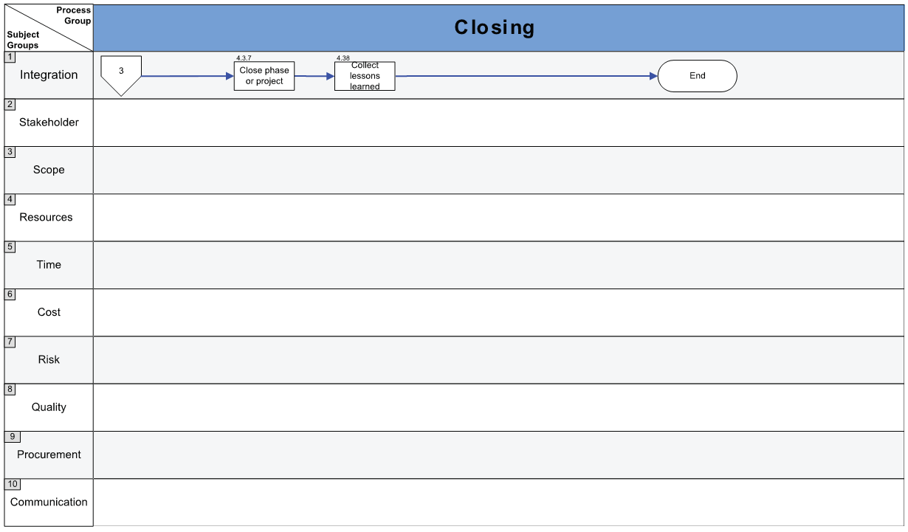 Process
Group
Subject
Groups
Closing
1
Integration
3
4.3.7
Close phase
or project
4.38
Collect
lessons
learned
End
2
Stakeholder
3
Scope
4
Resources
5
Time
6
Cost
7
Risk
8
Quality
9
Procurement
10
Communication